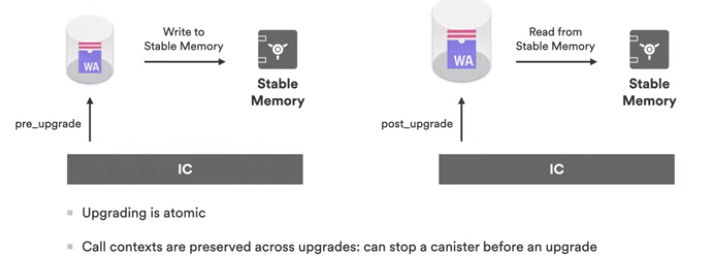 Write to
Stable Memory
WA
Stable
Memory
pre_upgrade
IC
Read from
Stable Memory
WA
Stable
Memory
post_upgrade
IC
Upgrading is atomic
Call contexts are preserved across upgrades: can stop a canister before an upgrade